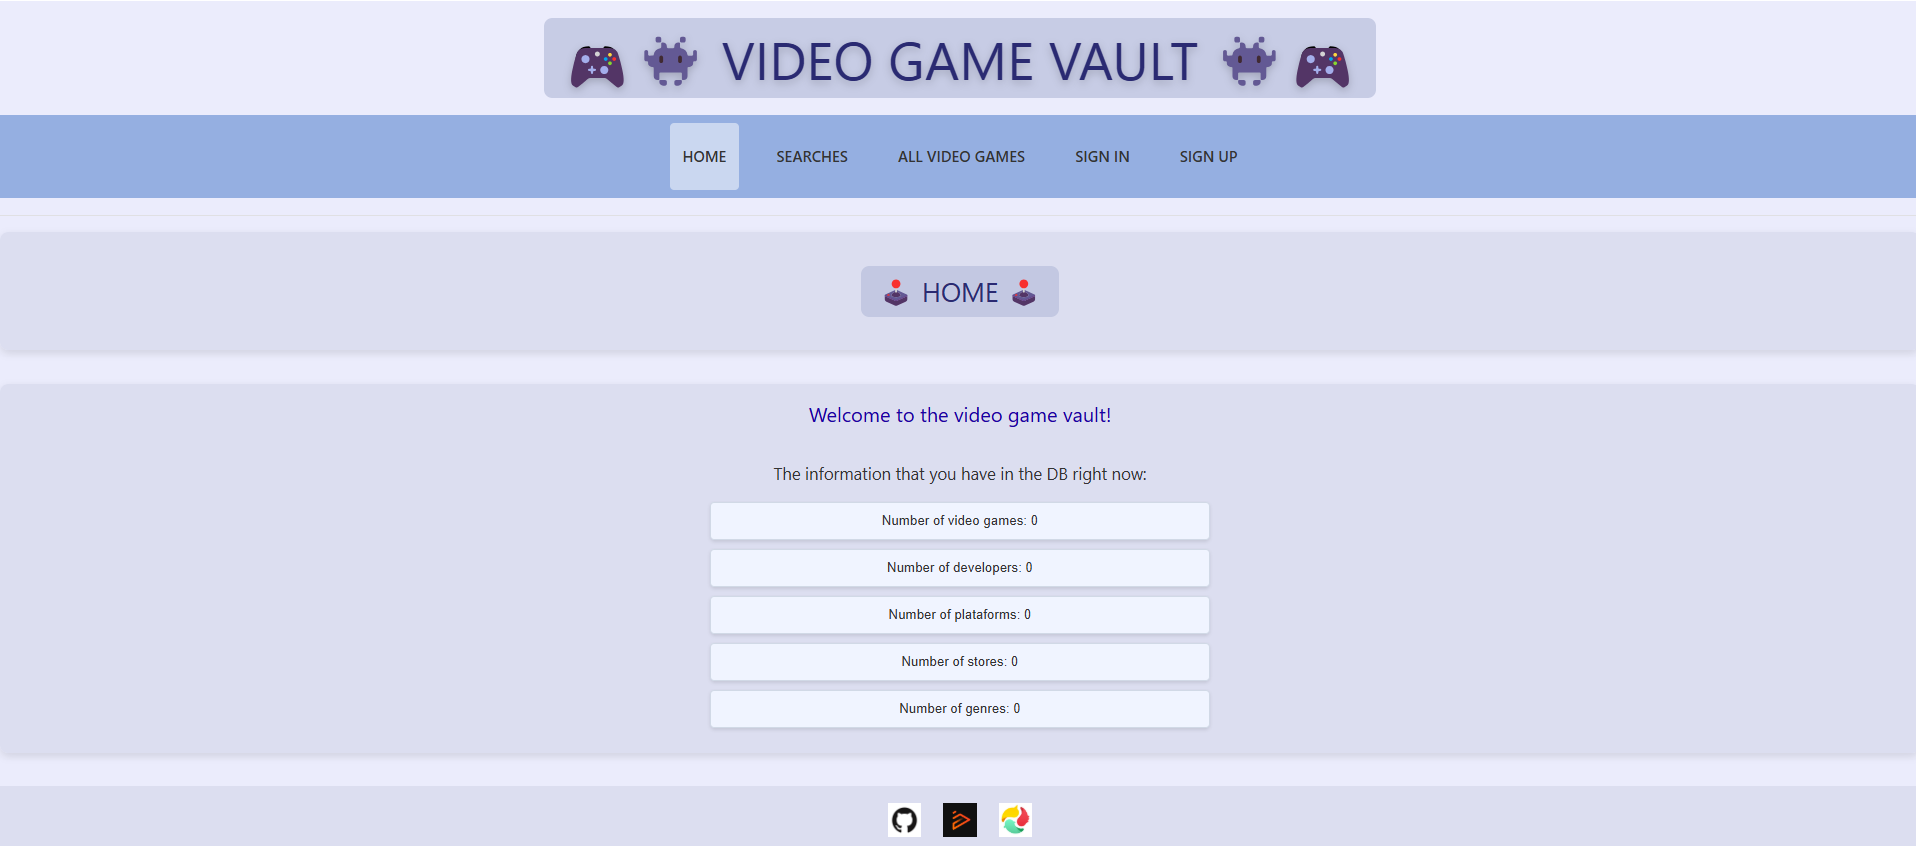 VIDEO GAME VAULT
HOME SEARCHES ALL VIDEO GAMES SIGN IN SIGN UP
HOME
Welcome to the video game vault!
The information that you have in the DB right now:
Number of video games: 0
Number of developers: 0
Number of plataforms: 0
Number of stores: 0
Number of genres: 0